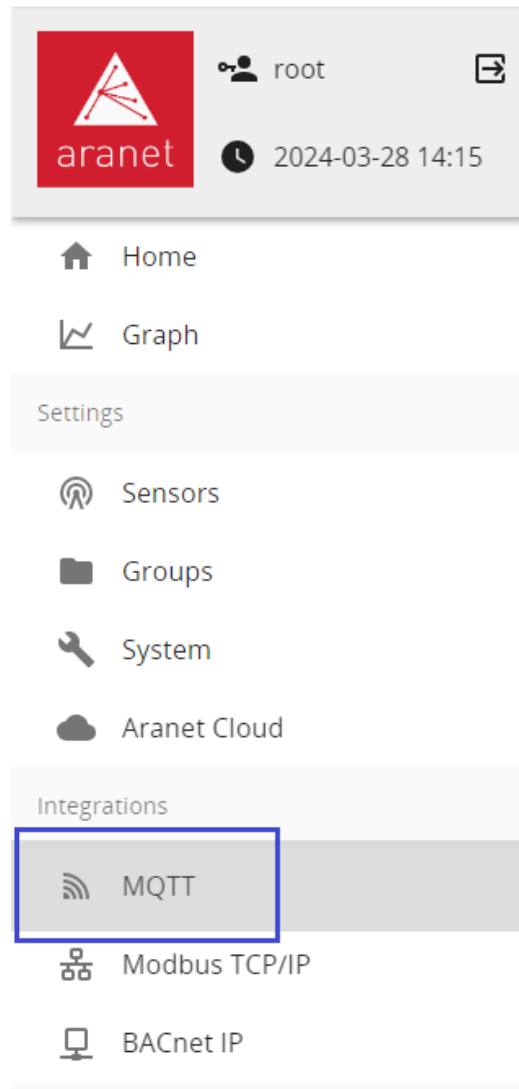 root
aranet
2024-03-28 14:15
Home
Graph
Settings
Sensors
Groups
System
Aranet Cloud
Integrations
MQTT
Modbus TCP/IP
BACnet IP